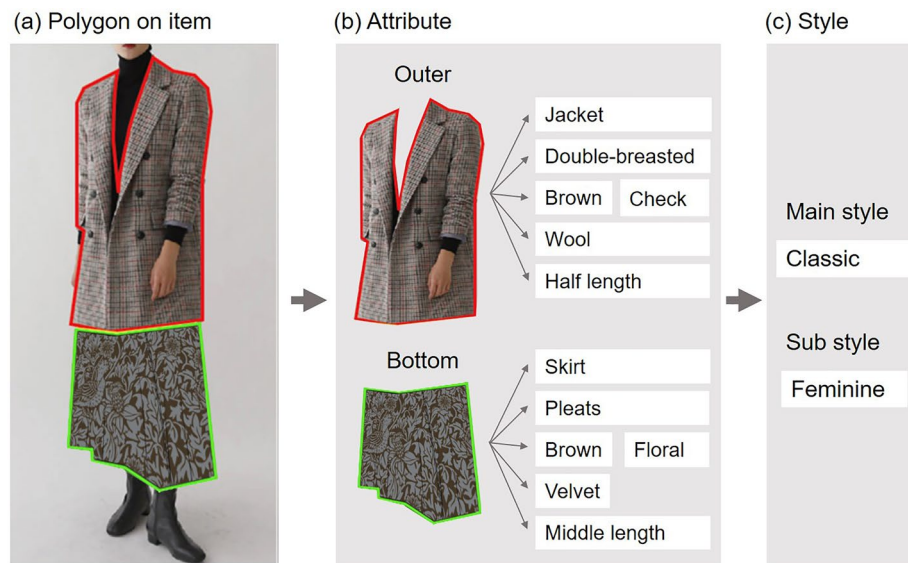 (a) Polygon on item
(b) Attribute
(c) Style
Outer
Jacket
Double-breasted
Brown Check
Wool
Half length
Bottom
Skirt
Pleats
Brown Floral
Velvet
Middle length
Main style
Classic
Sub style
Feminine